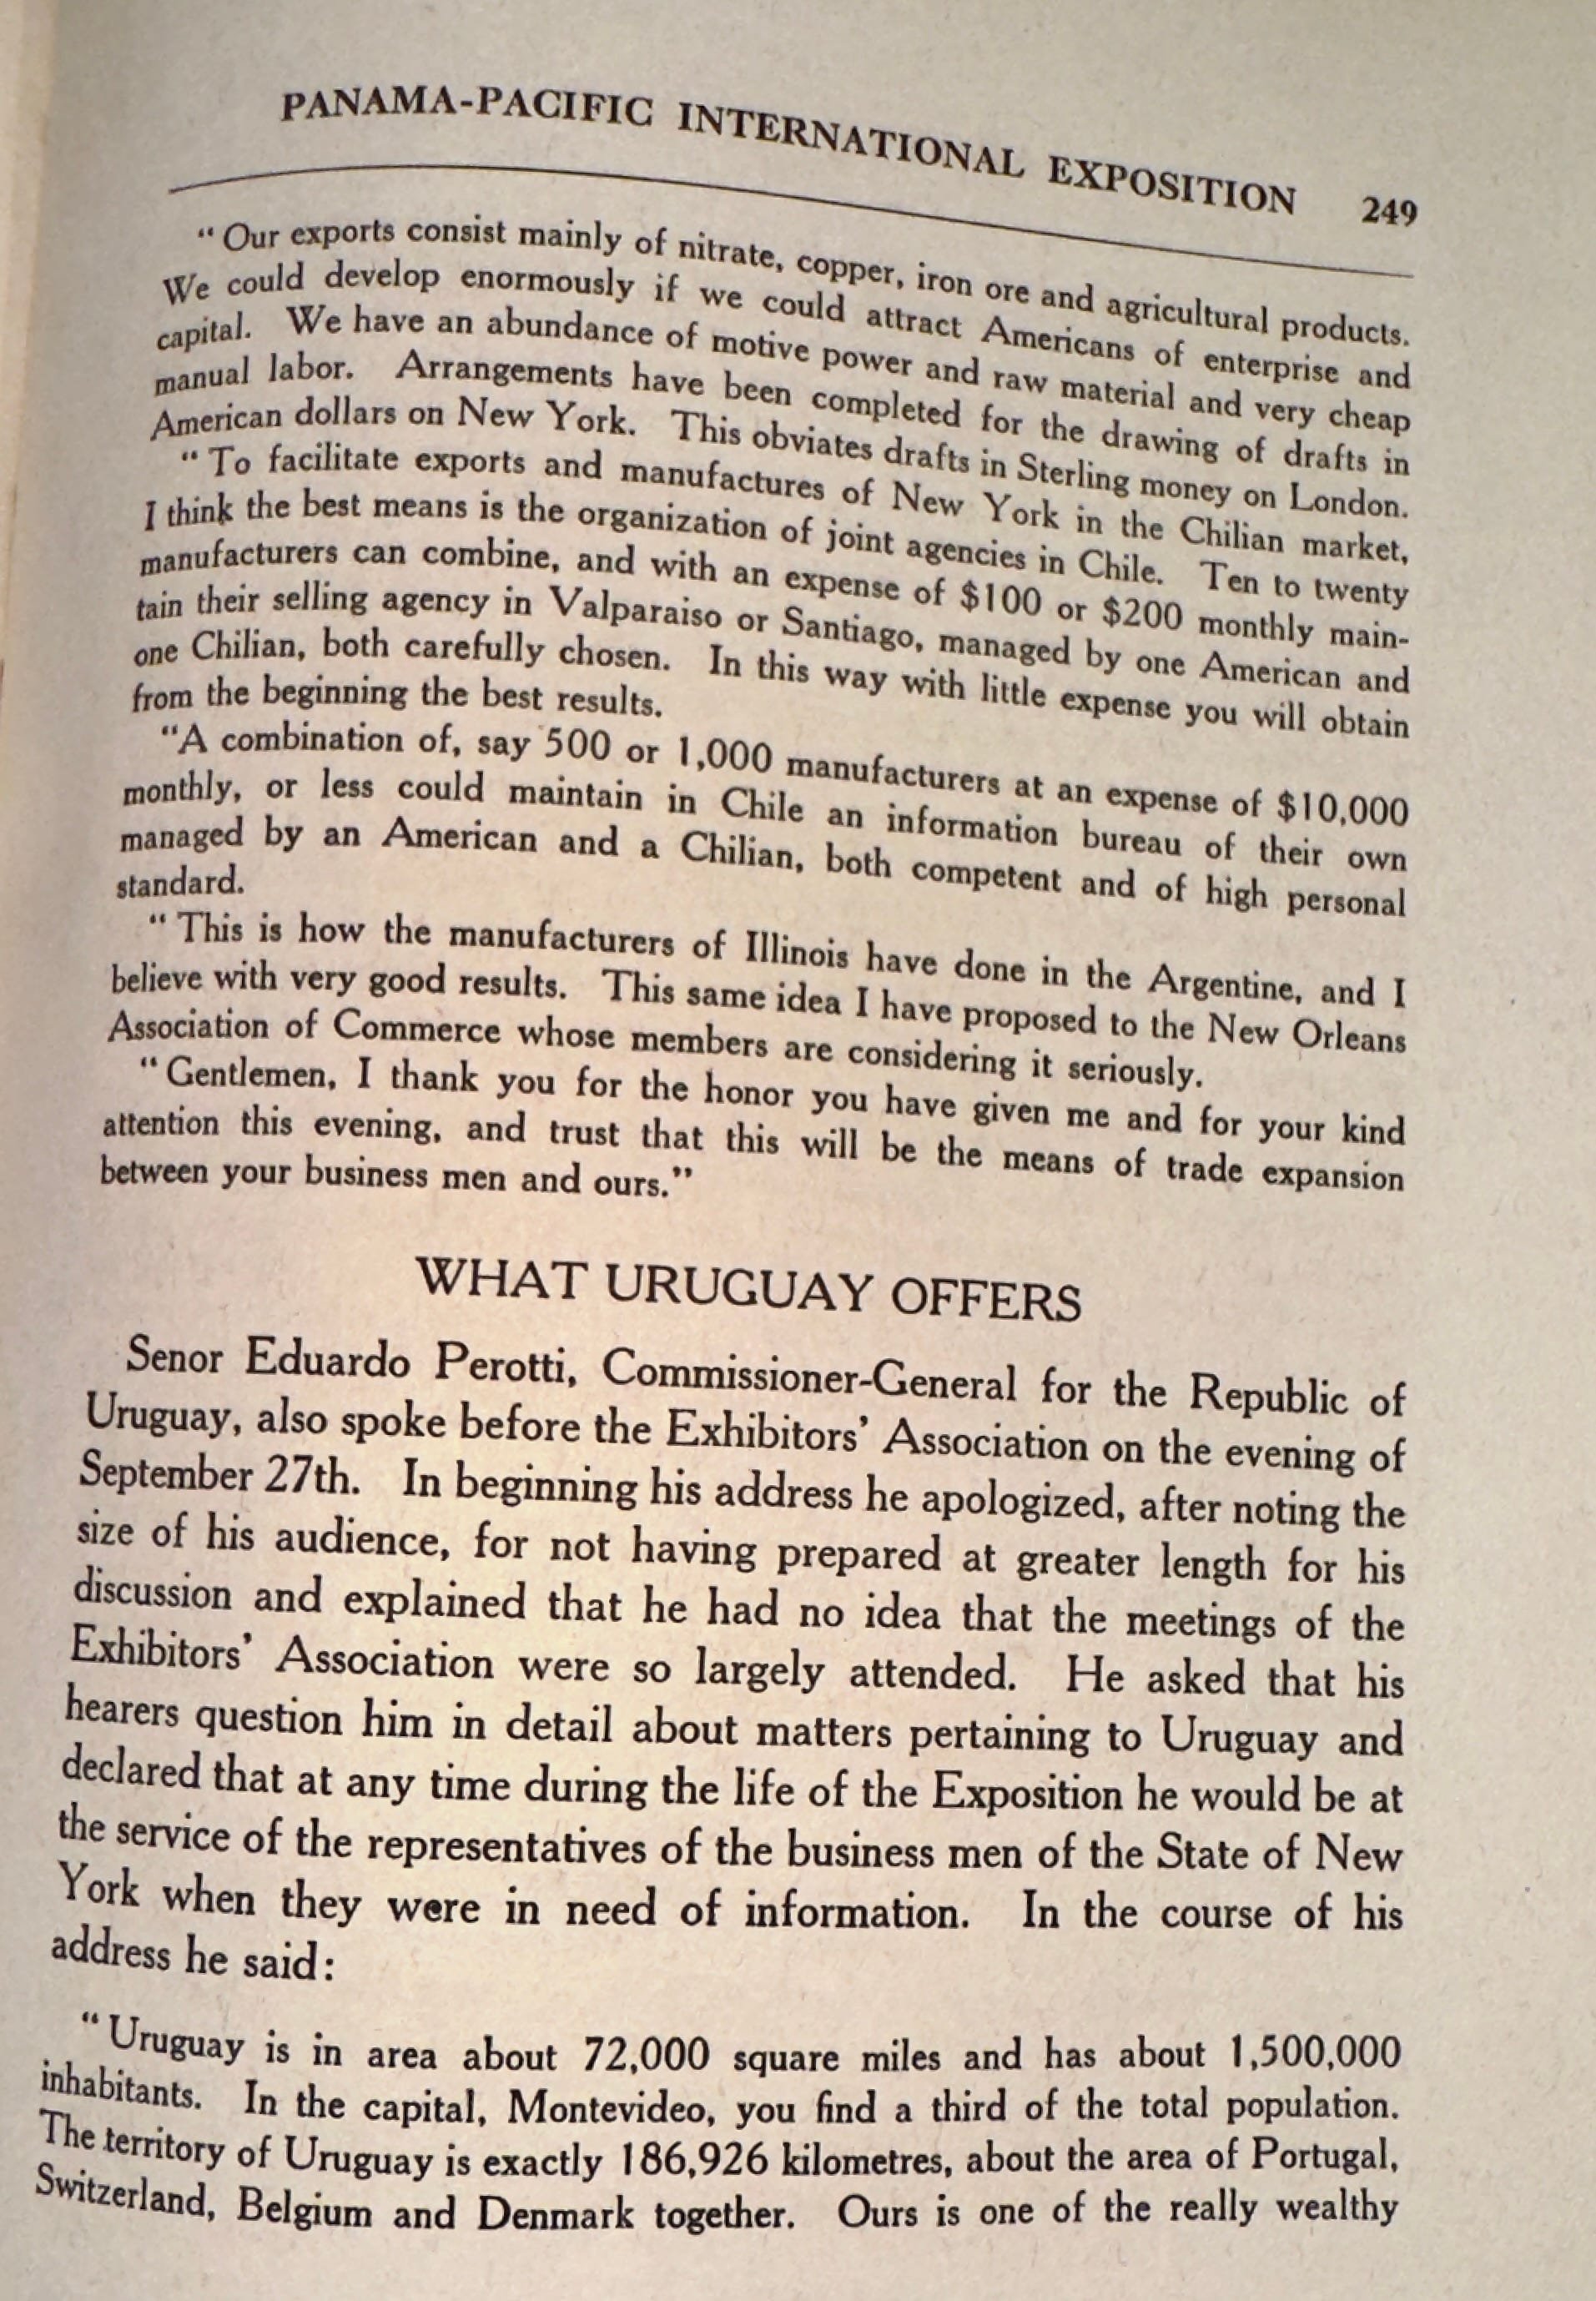 PANAMA-PACIFIC INTERNATIONAL EXPOSITION 249
“Our exports consist mainly of nitrate, copper, iron ore and agricultural products.
We could develop enormously if we could attract Americans of enterprise and
capital. We have an abundance of motive power and raw material and very cheap
manual labor. Arrangements have been completed for the drawing of drafts in
American dollars on New York. This obviates drafts in Sterling money on London.
“To facilitate exports and manufactures of New York in the Chilian market,
I think the best means is the organization of joint agencies in Chile. Ten to twenty
manufacturers can combine, and with an expense of $100 or $200 monthly main-
tain their selling agency in Valparaiso or Santiago, managed by one American and
one Chilian, both carefully chosen. In this way with little expense you will obtain
from the beginning the best results.
“A combination of, say 500 or 1,000 manufacturers at an expense of $10,000
monthly, or less could maintain in Chile an information bureau of their own
managed by an American and a Chilian, both competent and of high personal
standard.
“This is how the manufacturers of Illinois have done in the Argentine, and I
believe with very good results. This same idea I have proposed to the New Orleans
Association of Commerce whose members are considering it seriously.
“Gentlemen, I thank you for the honor you have given me and for your kind
attention this evening, and trust that this will be the means of trade expansion
between your business men and ours.”
WHAT URUGUAY OFFERS
Senor Eduardo Perotti, Commissioner-General for the Republic of
Uruguay, also spoke before the Exhibitors’ Association on the evening of
September 27th. In beginning his address he apologized, after noting the
size of his audience, for not having prepared at greater length for his
discussion and explained that he had no idea that the meetings of the
Exhibitors’ Association were so largely attended. He asked that his
hearers question him in detail about matters pertaining to Uruguay and
declared that at any time during the life of the Exposition he would be at
the service of the representatives of the business men of the State of New
York when they were in need of information. In the course of his
address he said:
“Uruguay is in area about 72,000 square miles and has about 1,500,000
inhabitants. In the capital, Montevideo, you find a third of the total population.
The territory of Uruguay is exactly 186,926 kilometres, about the area of Portugal,
Switzerland, Belgium and Denmark together. Ours is one of the really wealthy